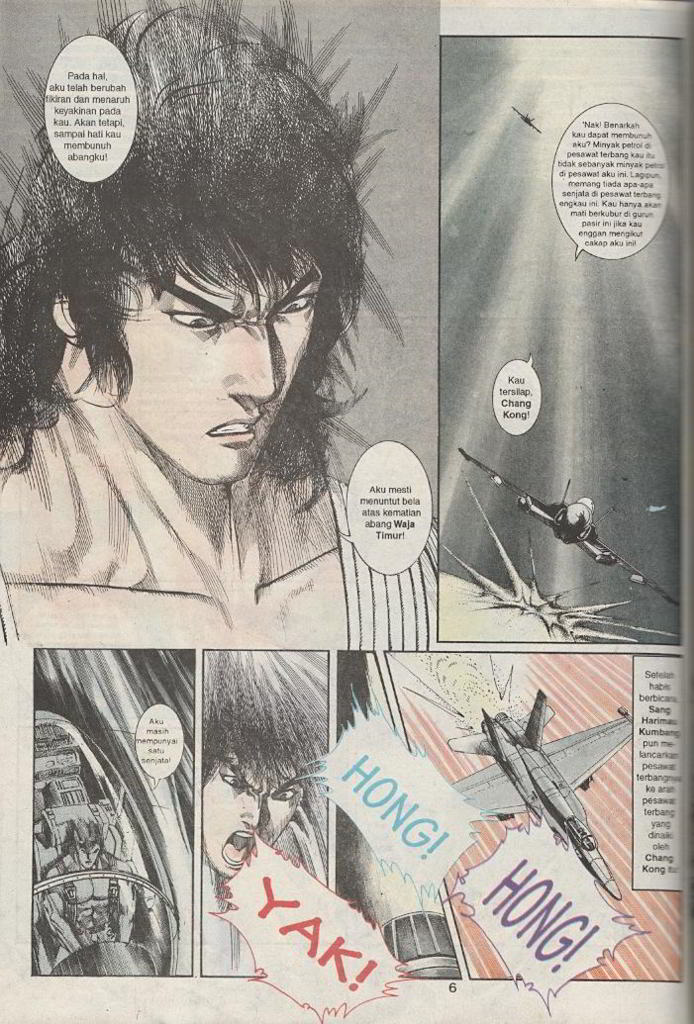 Pada hal,
aku telah berubah
fikiran dan menaruh
keyakinan pada
kau. Akan tetapi,
sampai hati kau
membunuh
abangku!
Aku mesti
menuntut bela
atas kematian
abang Waja
Timur!
'Nak! Benarkah
kau dapat membunuh
aku? Minyak petrol di
pesawat terbang kau itu
tidak sebanyak minyak petrol
di pesawat aku ini. Lagipun,
memang tiada apa-apa
senjata di pesawat terbang
engkau ini. Kau hanya akan
mati berkubur di gurun
pasir ini jika kau
enggan mengikut
cakap aku ini!
Kau
tersilap,
Chang
Kong!
Aku
masih
mempunyai
satu
senjata!
YAK!
HONG!
HONG!
Setelah
habis
berbicara,
Sang
Harimau
Kumbang
pun me-
lancarkan
pesawat
terbangnya
ke arah
pesawat
terbang
yang
dinaiki
oleh
Chang
Kong itu
6